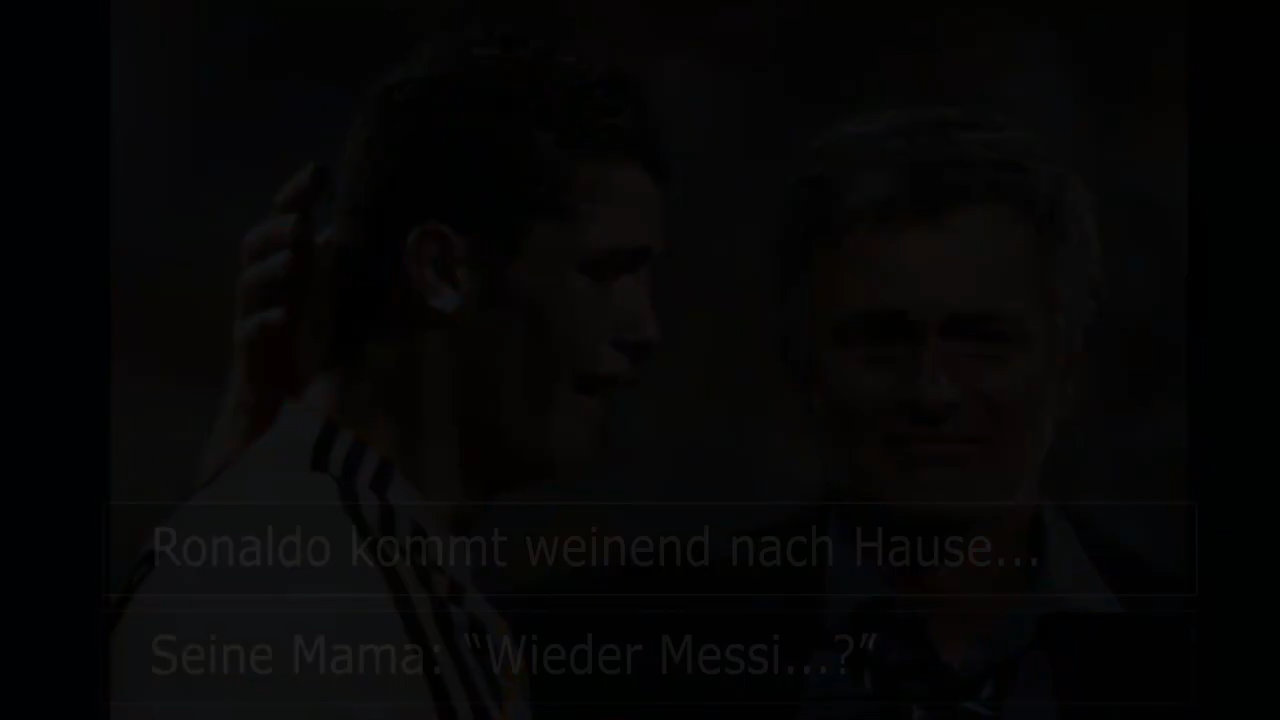 Ronaldo kommt weinend nach Hause...
Seine Mama: “Wieder Messi...?”